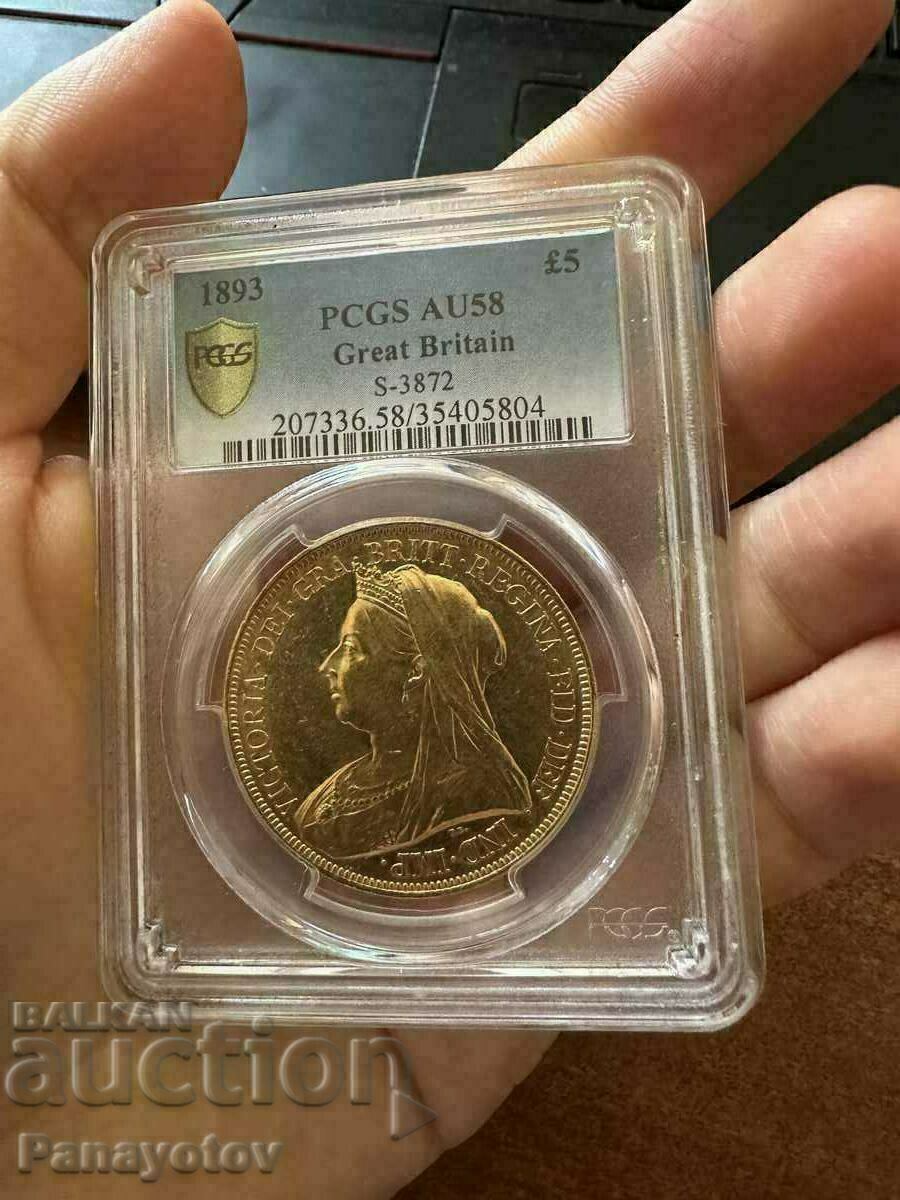 1893 £5
PCGS
PCGS AU58
Great Britain
S-3872
207336.58/35405804
VICTORIA·DEI·GRA·BRITT·REGINA·FID·DEF·IND·IMP·
PCGS
BALKAN
auction
Panayotov